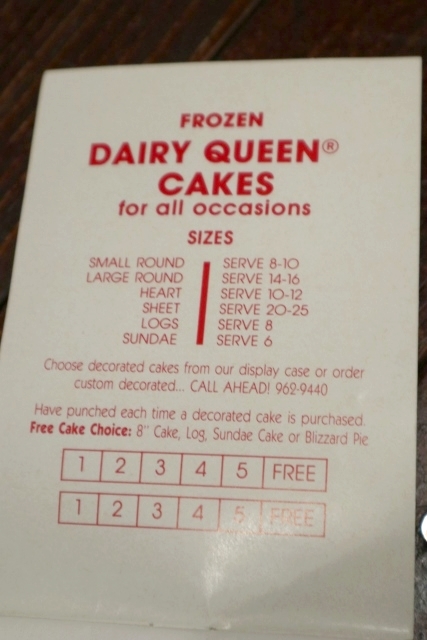 FROZEN
DAIRY QUEEN®
CAKES
for all occasions
SIZES
SMALL ROUND SERVE 8-10
LARGE ROUND SERVE 14-16
HEART SERVE 10-12
SHEET SERVE 20-25
LOGS SERVE 8
SUNDAE SERVE 6
Choose decorated cakes from our display case or order
custom decorated... CALL AHEAD! 962-9440
Have punched each time a decorated cake is purchased.
Free Cake Choice: 8" Cake, Log, Sundae Cake or Blizzard Pie
1 2 3 4 5 FREE
1 2 3 4 5 FREE